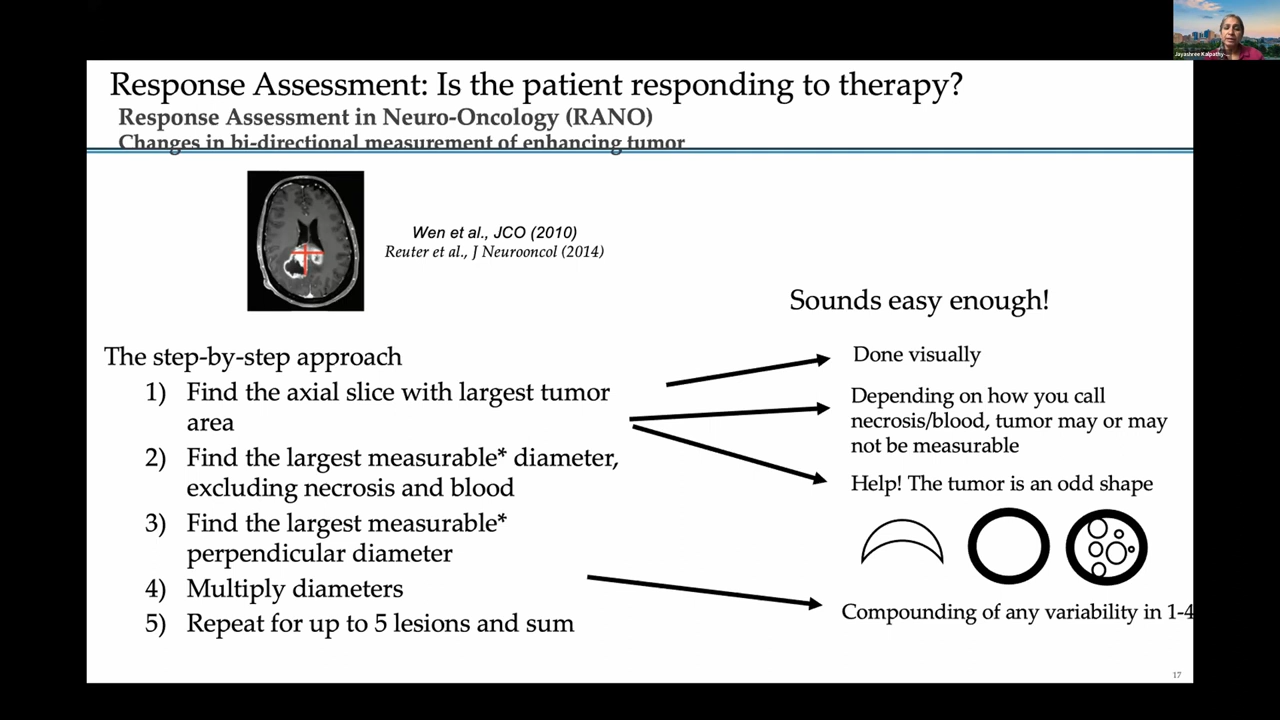 Jayashree Kalpathy-...
Response Assessment: Is the patient responding to therapy?
Response Assessment in Neuro-Oncology (RANO)
Changes in bi-directional measurement of enhancing tumor
Wen et al., JCO (2010)
Reuter et al., J Neurooncol (2014)
Sounds easy enough!
The step-by-step approach
1) Find the axial slice with largest tumor
area
2) Find the largest measurable* diameter,
excluding necrosis and blood
3) Find the largest measurable*
perpendicular diameter
4) Multiply diameters
5) Repeat for up to 5 lesions and sum
Done visually
Depending on how you call
necrosis/blood, tumor may or may
not be measurable
Help! The tumor is an odd shape
Compounding of any variability in 1-4
17